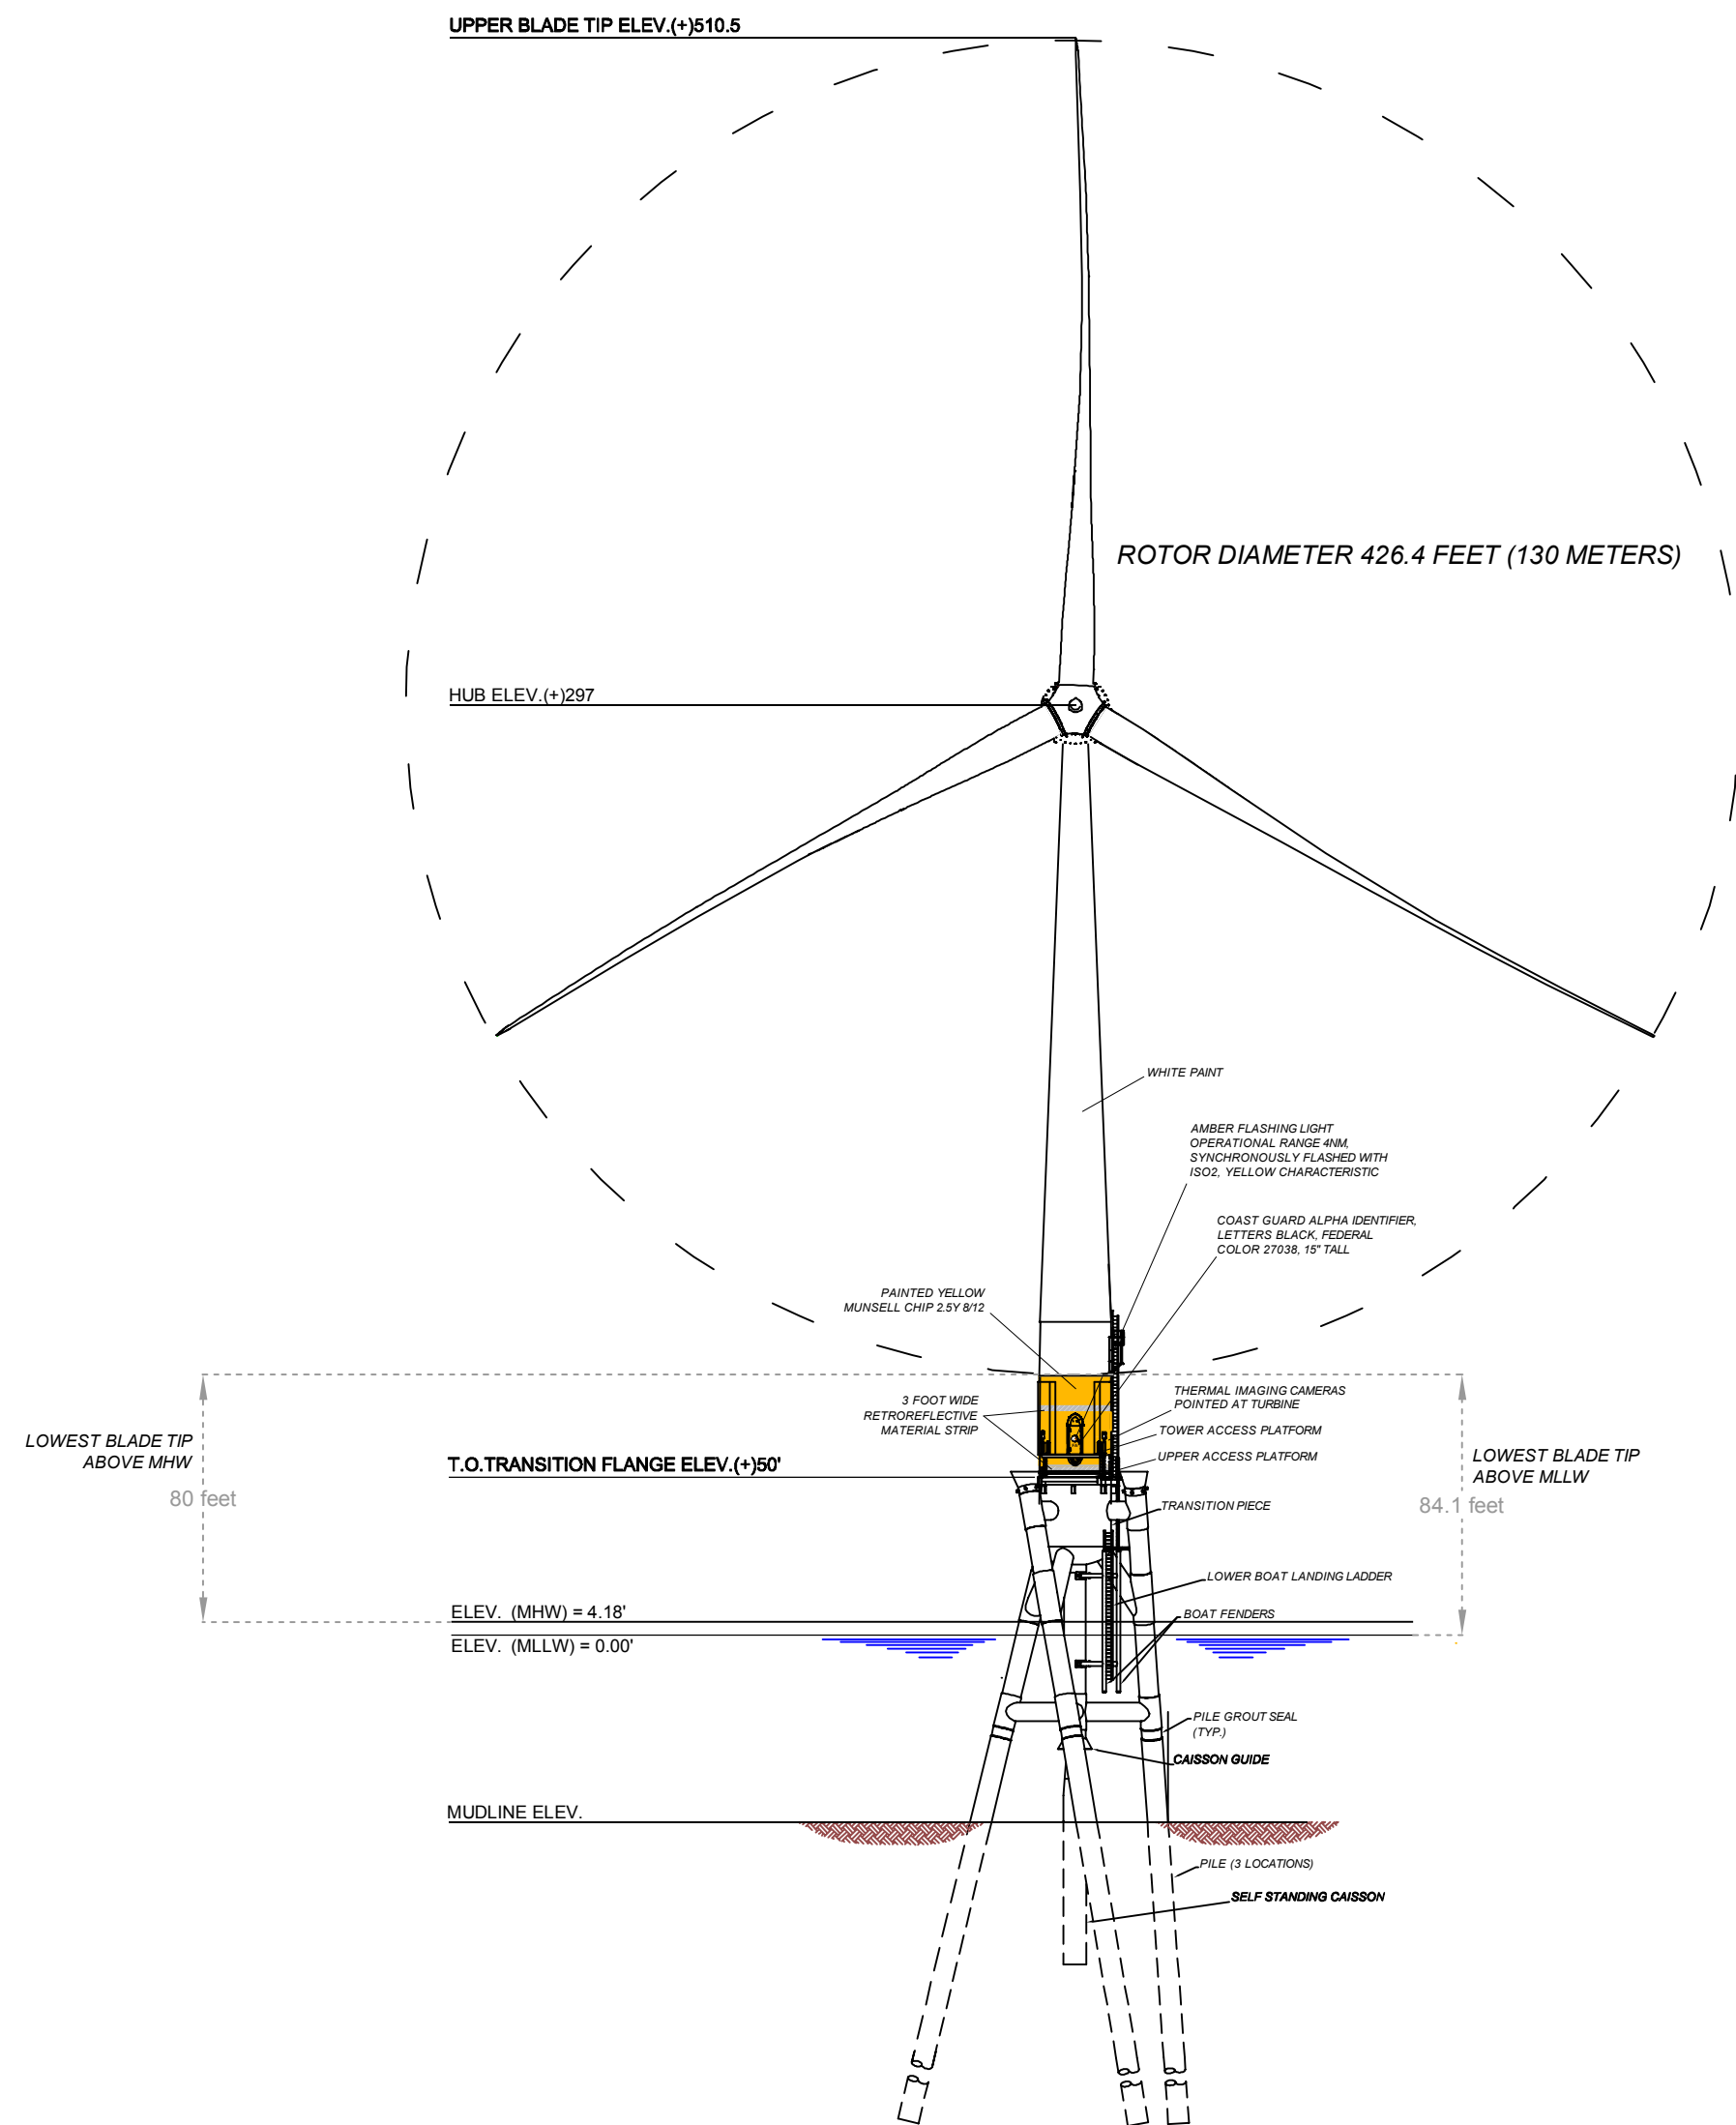 UPPER BLADE TIP ELEV.(+)510.5
ROTOR DIAMETER 426.4 FEET (130 METERS)
HUB ELEV.(+)297
WHITE PAINT
AMBER FLASHING LIGHT
OPERATIONAL RANGE 4NM,
SYNCHRONOUSLY FLASHED WITH
ISO2, YELLOW CHARACTERISTIC
COAST GUARD ALPHA IDENTIFIER,
LETTERS BLACK, FEDERAL
COLOR 27038, 15" TALL
PAINTED YELLOW
MUNSELL CHIP 2.5Y 8/12
3 FOOT WIDE
RETROREFLECTIVE
MATERIAL STRIP
THERMAL IMAGING CAMERAS
POINTED AT TURBINE
TOWER ACCESS PLATFORM
UPPER ACCESS PLATFORM
LOWEST BLADE TIP
ABOVE MHW
80 feet
T.O.TRANSITION FLANGE ELEV.(+)50'
LOWEST BLADE TIP
ABOVE MLLW
84.1 feet
TRANSITION PIECE
LOWER BOAT LANDING LADDER
BOAT FENDERS
ELEV. (MHW) = 4.18'
ELEV. (MLLW) = 0.00'
PILE GROUT SEAL
(TYP.)
CAISSON GUIDE
MUDLINE ELEV.
PILE (3 LOCATIONS)
SELF STANDING CAISSON